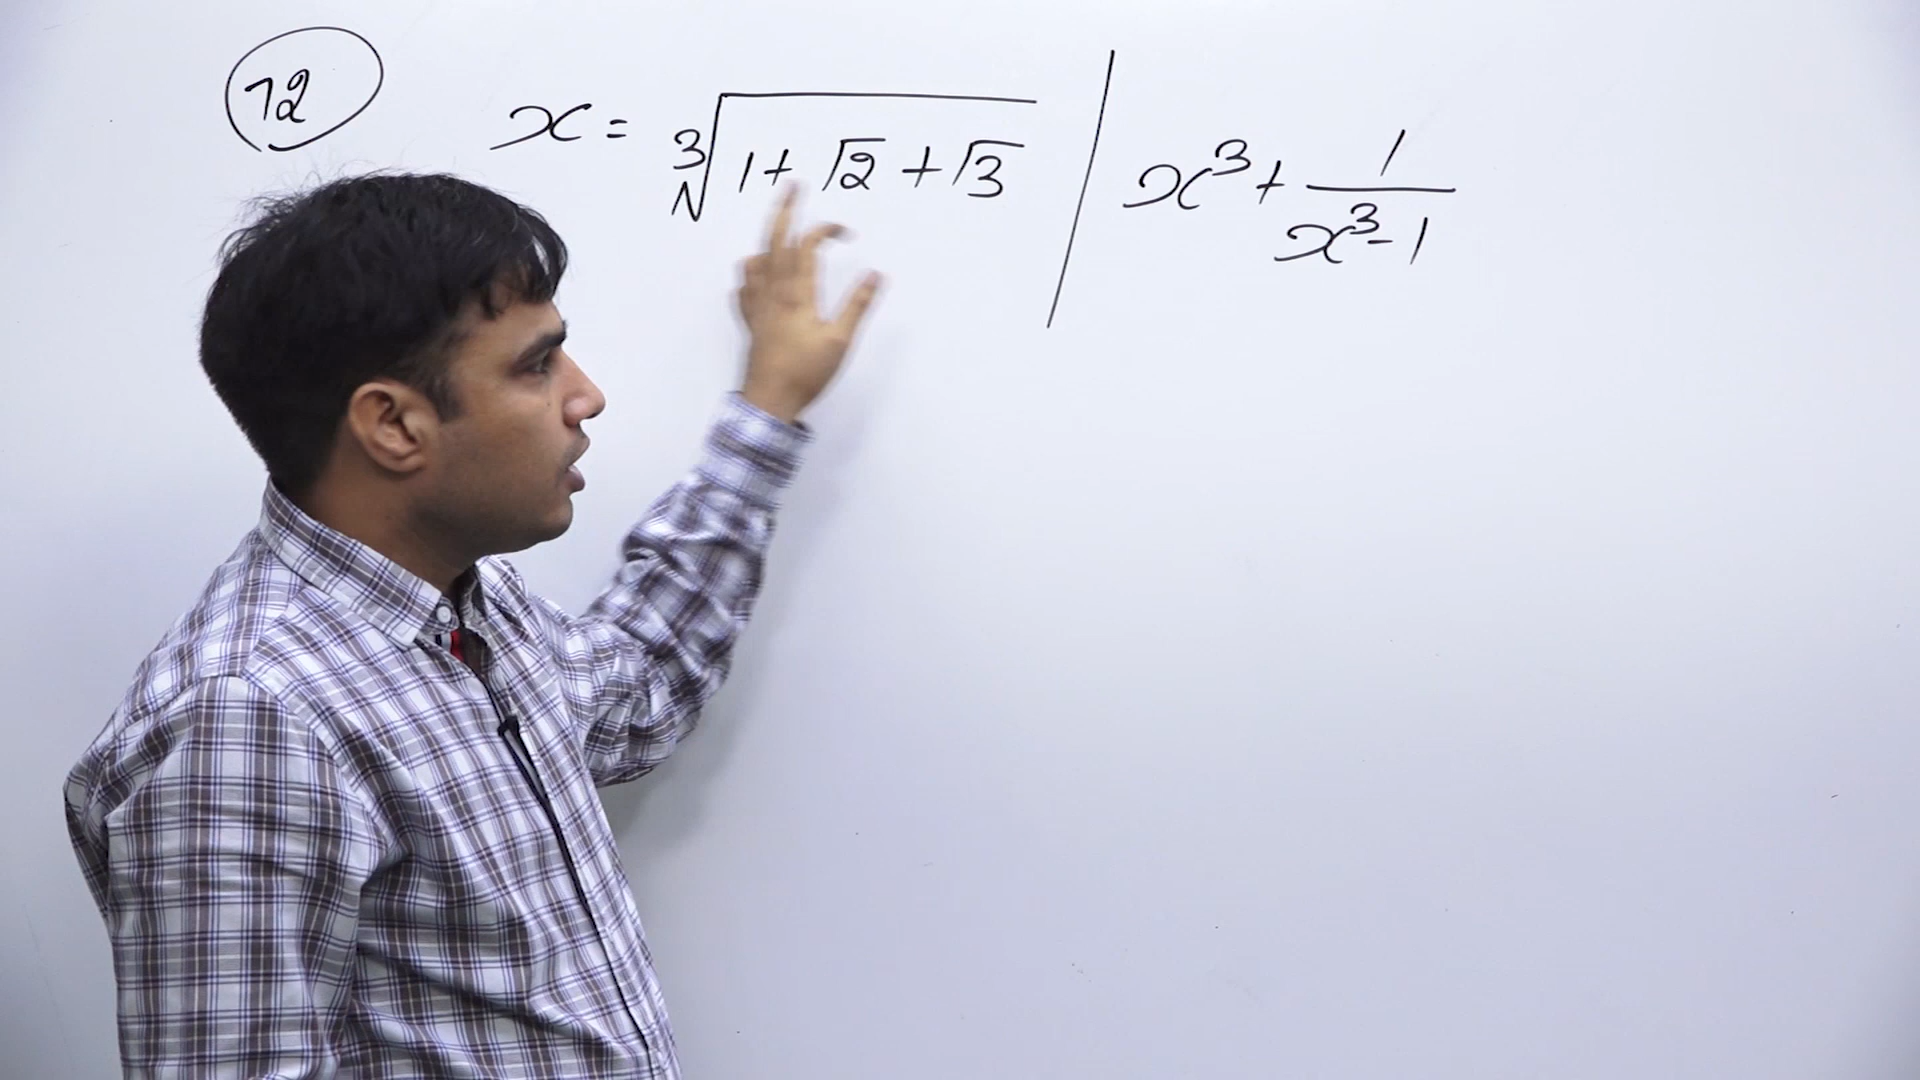 72
x = ∛(1 + √2 + √3)
x³ + 1/(x³ - 1)